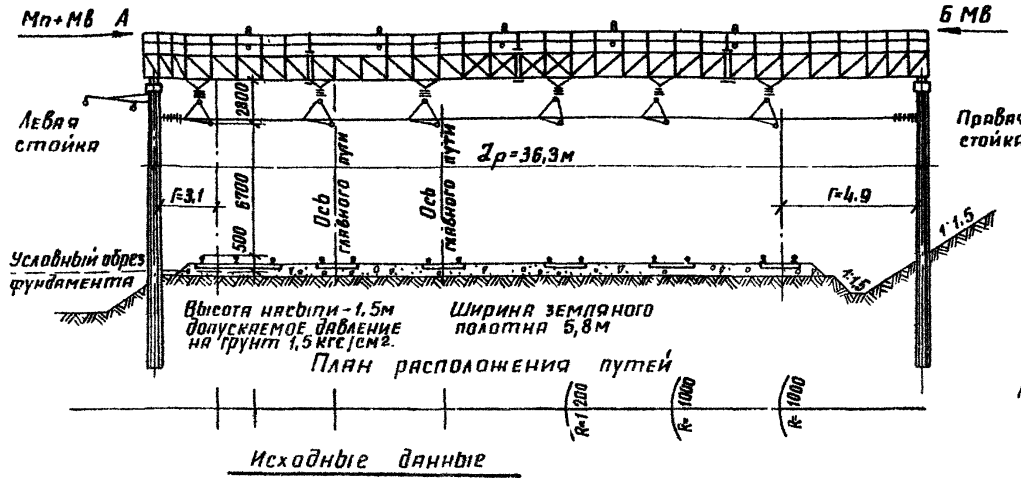 Мп+Мв А
Б Мв
Левая
стойка
Правая
стойка
2800
6700
500
Lр=36,3м
Г=3.1
Г=4.9
Ось
главного пути
Ось
главного пути
1:1.5
1:1.5
Условный обрез
фундамента
Высота насыпи-1.5м
допускаемое давление
на грунт 1,5 кгс/см².
Ширина земляного
полотна 5,8м
План расположения путей
R=1200
R=1000
R=1000
Исходные данные